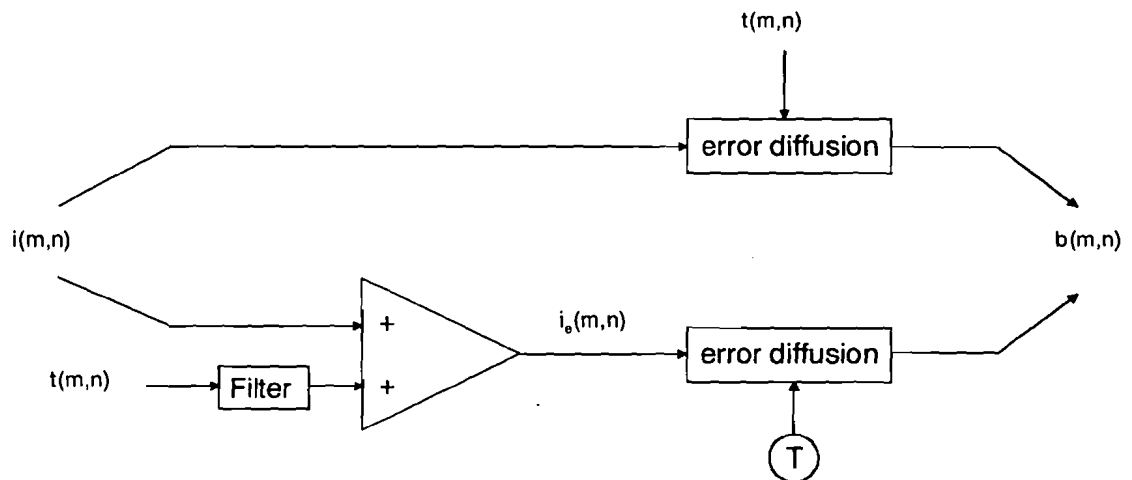 t(m,n)
error diffusion
i(m,n)
b(m,n)
+
i_e(m,n)
error diffusion
t(m,n)
Filter
+
T